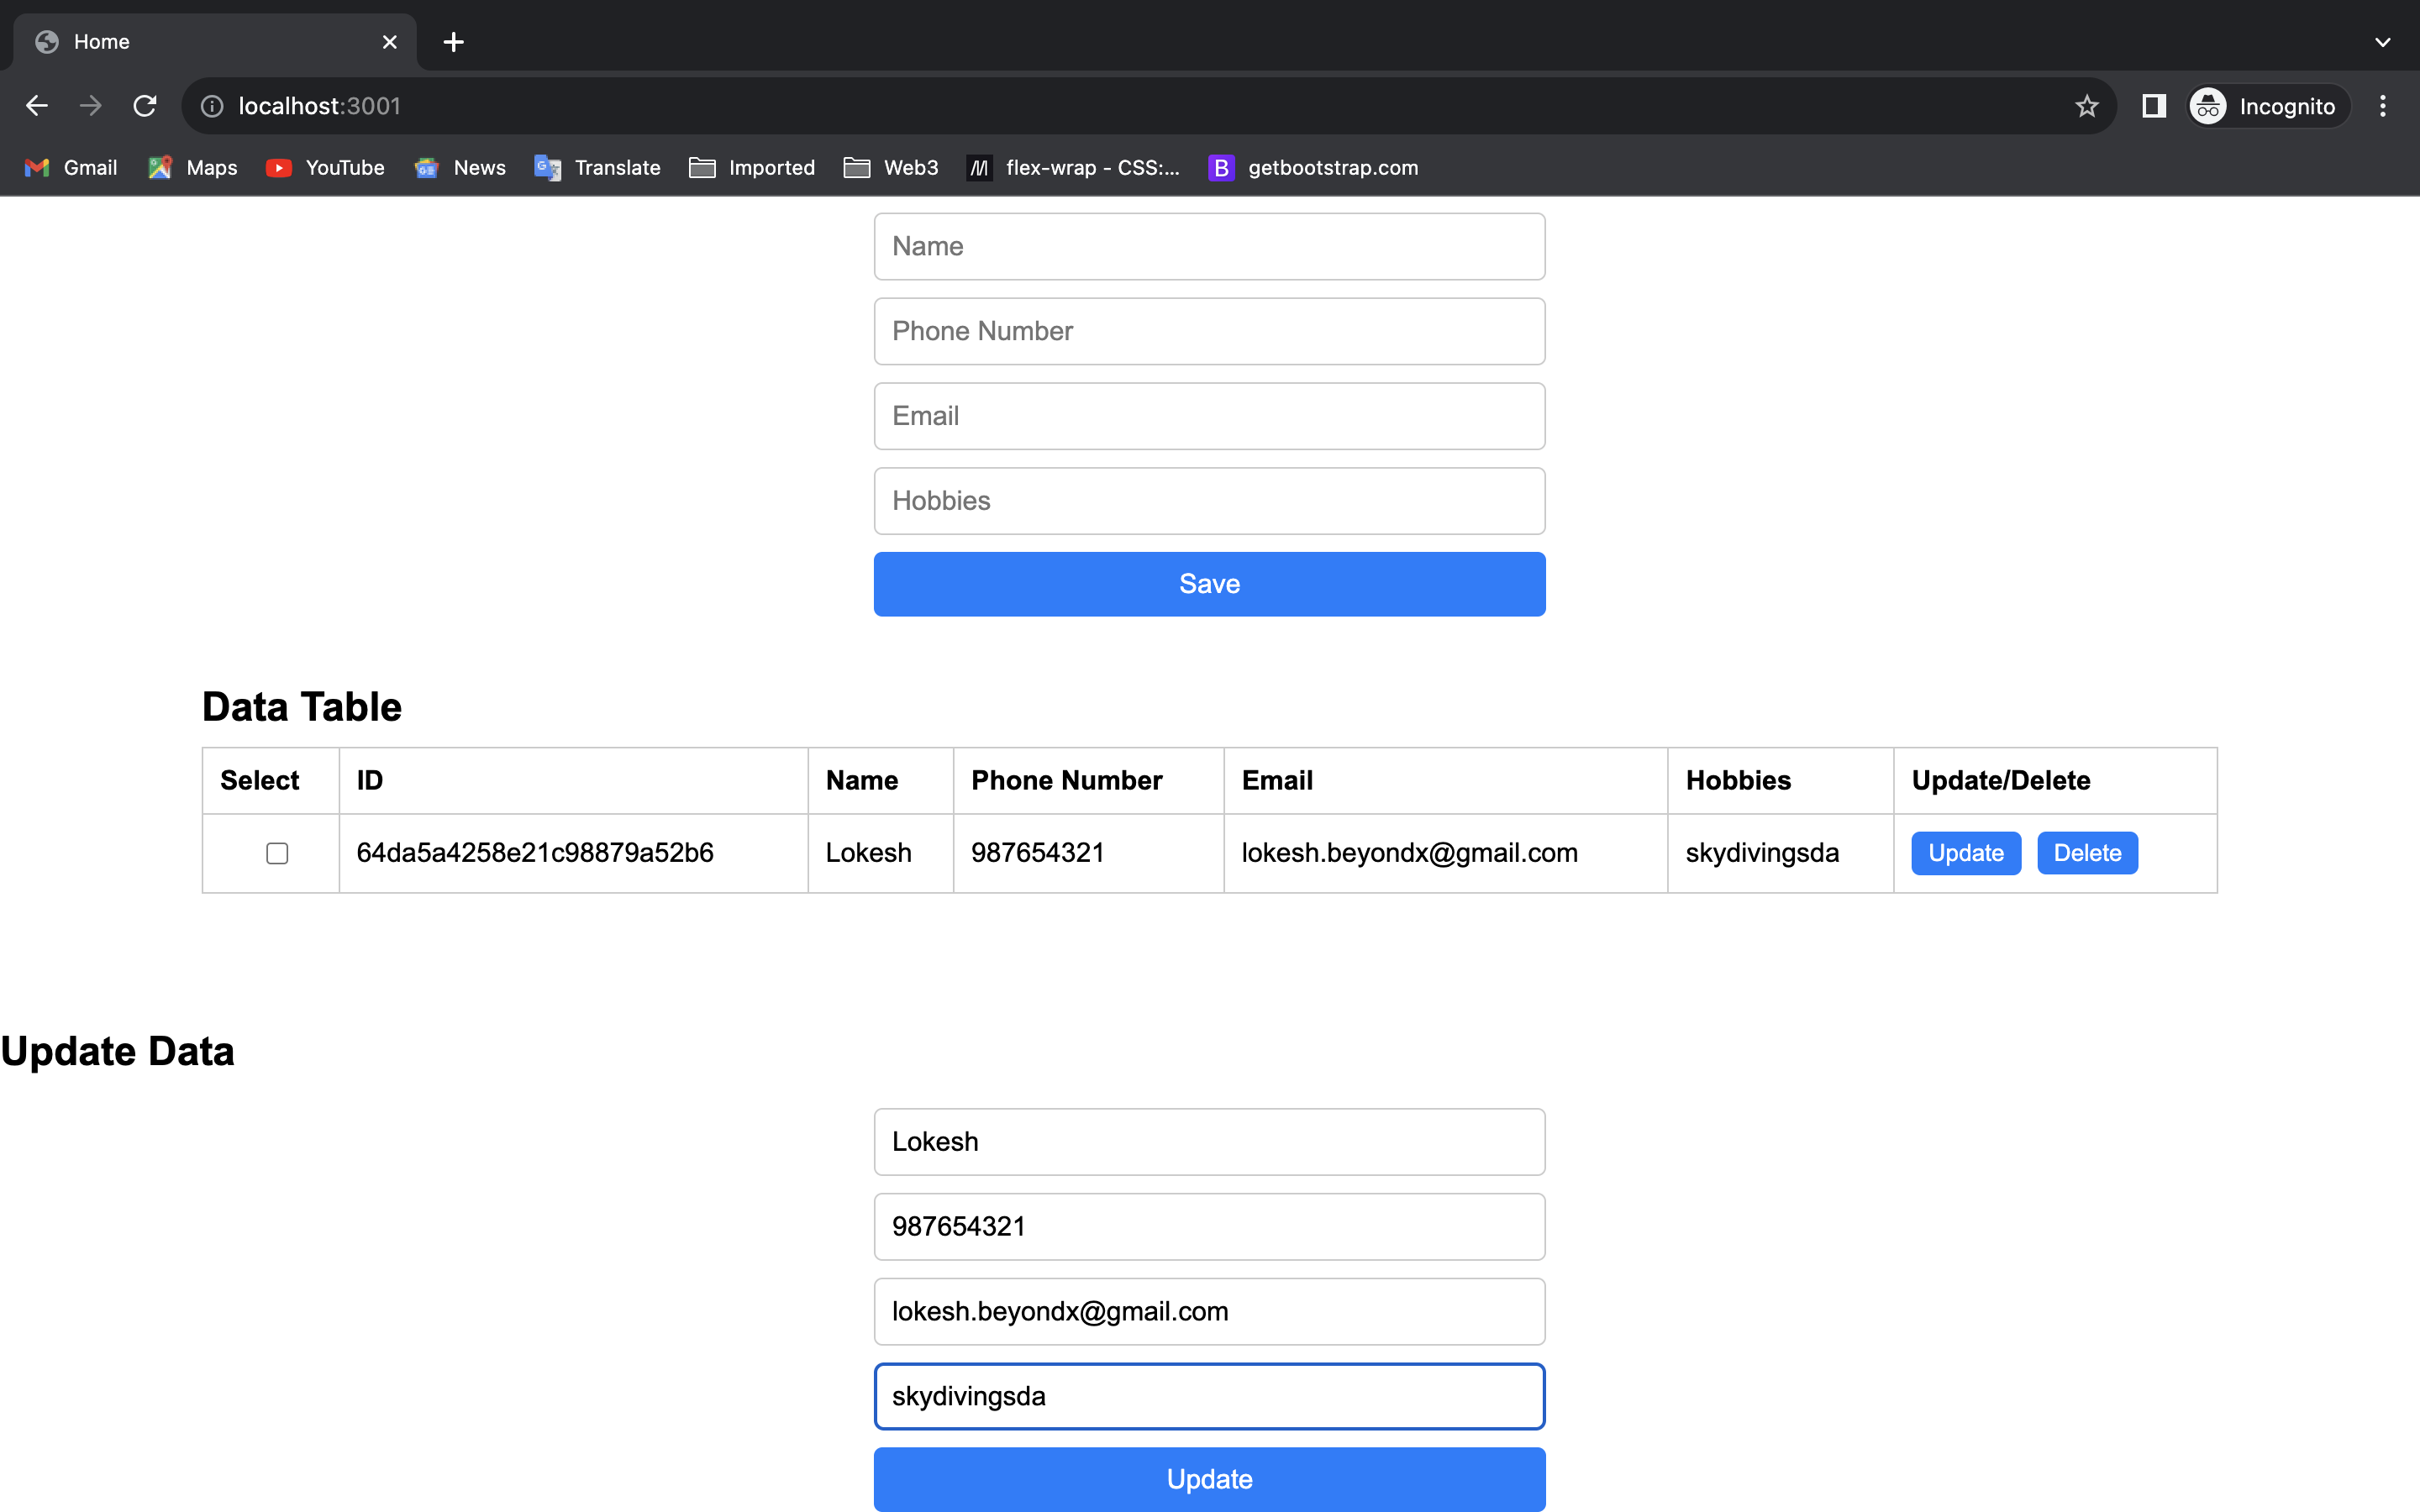 Home
localhost:3001
Incognito
Gmail Maps YouTube News Translate Imported Web3 flex-wrap - CSS:... B getbootstrap.com
Name
Phone Number
Email
Hobbies
Save
Data Table
Select ID Name Phone Number Email Hobbies Update/Delete
64da5a4258e21c98879a52b6 Lokesh 987654321 lokesh.beyondx@gmail.com skydivingsda Update Delete
Update Data
Lokesh
987654321
lokesh.beyondx@gmail.com
skydivingsda
Update